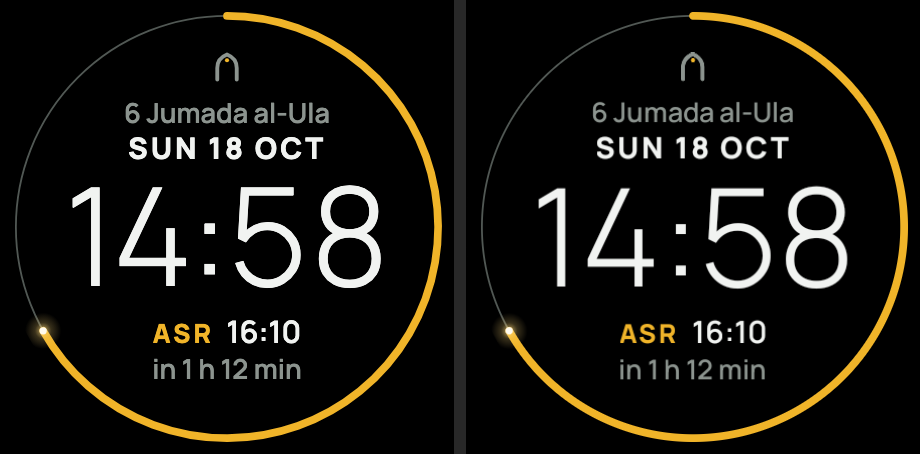 6 Jumada al-Ula
SUN 18 OCT
14:58
ASR 16:10
in 1 h 12 min
6 Jumada al-Ula
SUN 18 OCT
14:58
ASR 16:10
in 1 h 12 min